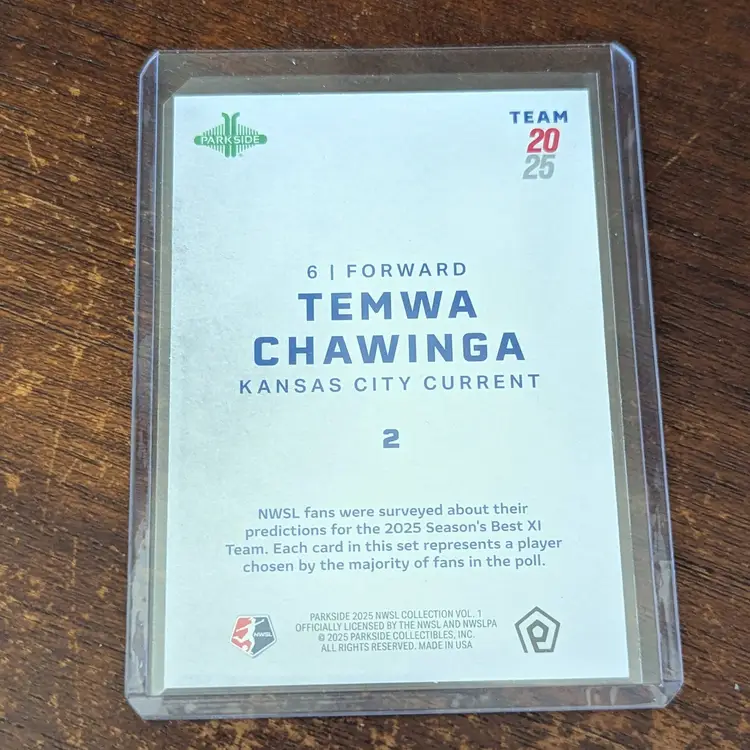 PARKSIDE
TEAM
20
25
6 | FORWARD
TEMWA
CHAWINGA
KANSAS CITY CURRENT
2
NWSL fans were surveyed about their
predictions for the 2025 Season's Best XI
Team. Each card in this set represents a player
chosen by the majority of fans in the poll.
NWSL
PARKSIDE 2025 NWSL COLLECTION VOL. 1
OFFICIALLY LICENSED BY THE NWSL AND NWSLPA
© 2025 PARKSIDE COLLECTIBLES, INC.
ALL RIGHTS RESERVED. MADE IN USA